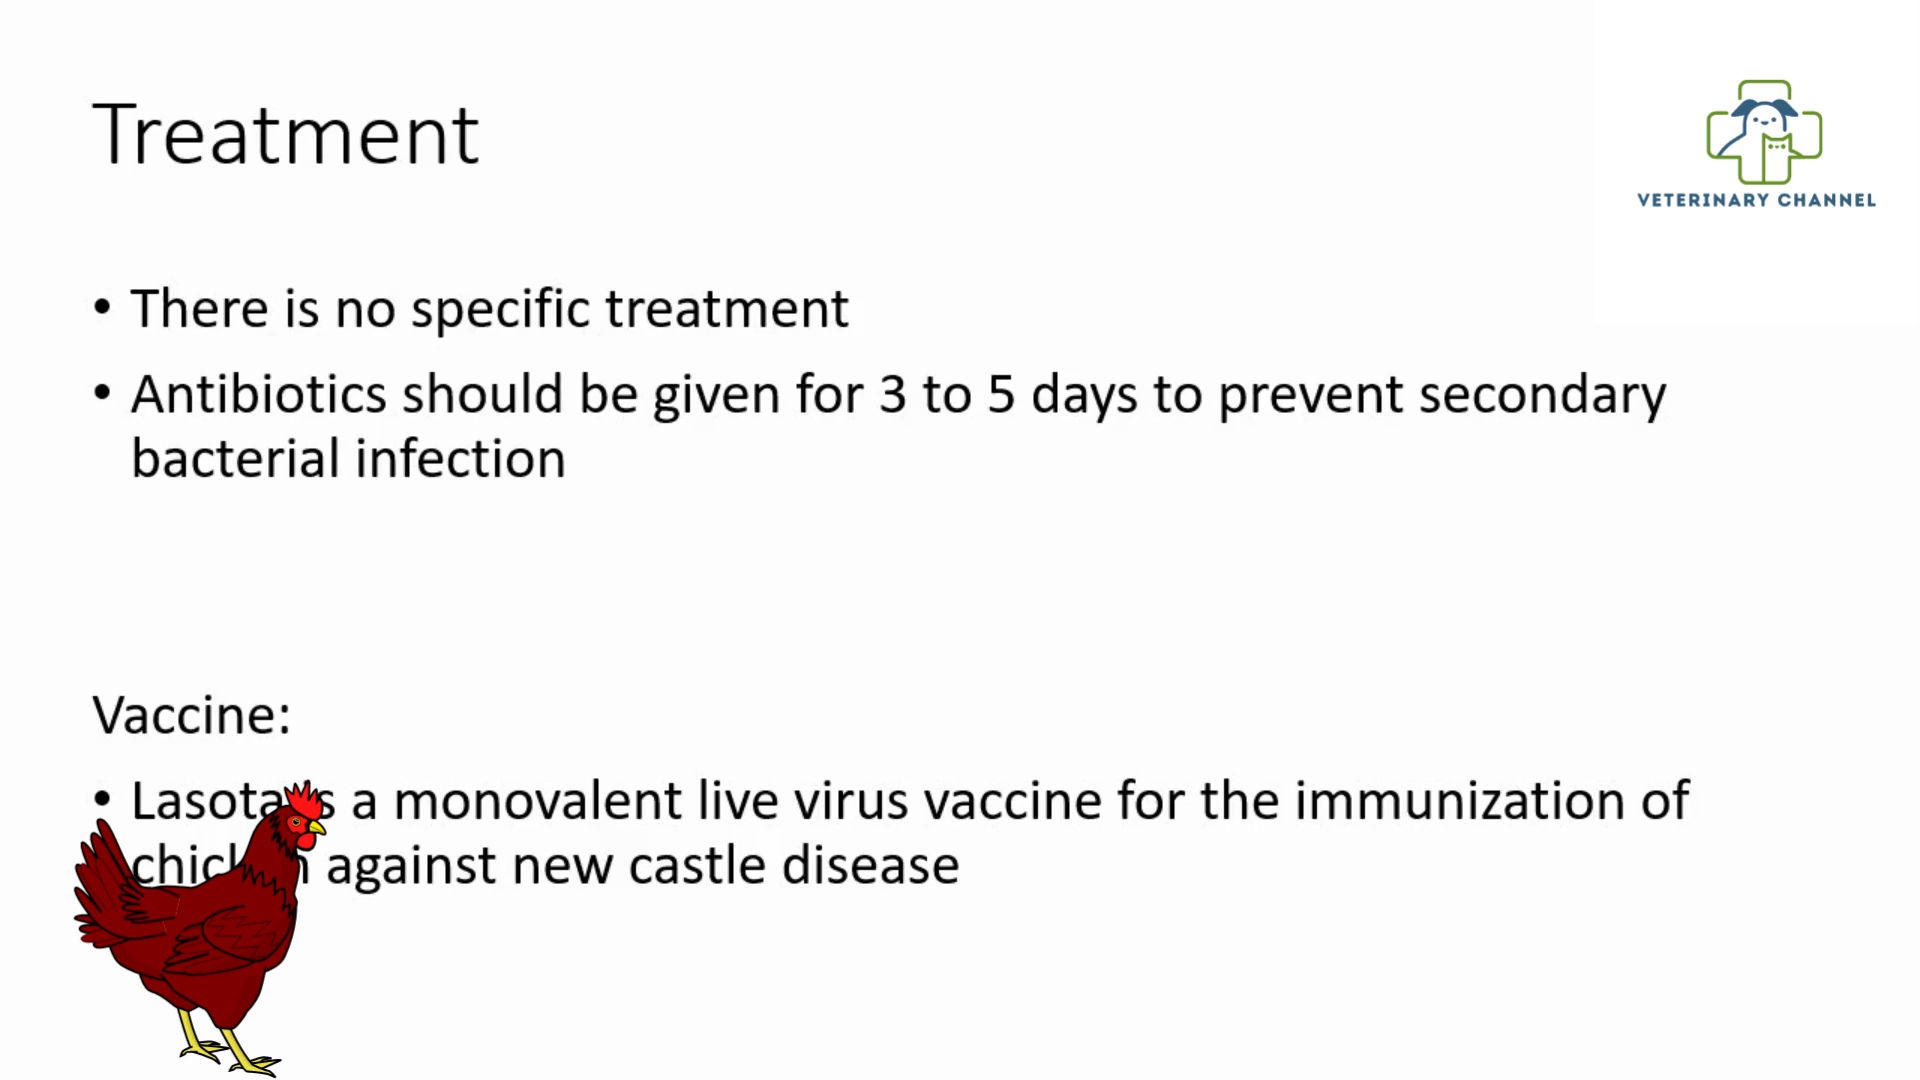 Treatment
VETERINARY CHANNEL
• There is no specific treatment
• Antibiotics should be given for 3 to 5 days to prevent secondary
bacterial infection
Vaccine:
• Lasota is a monovalent live virus vaccine for the immunization of
chicken against new castle disease